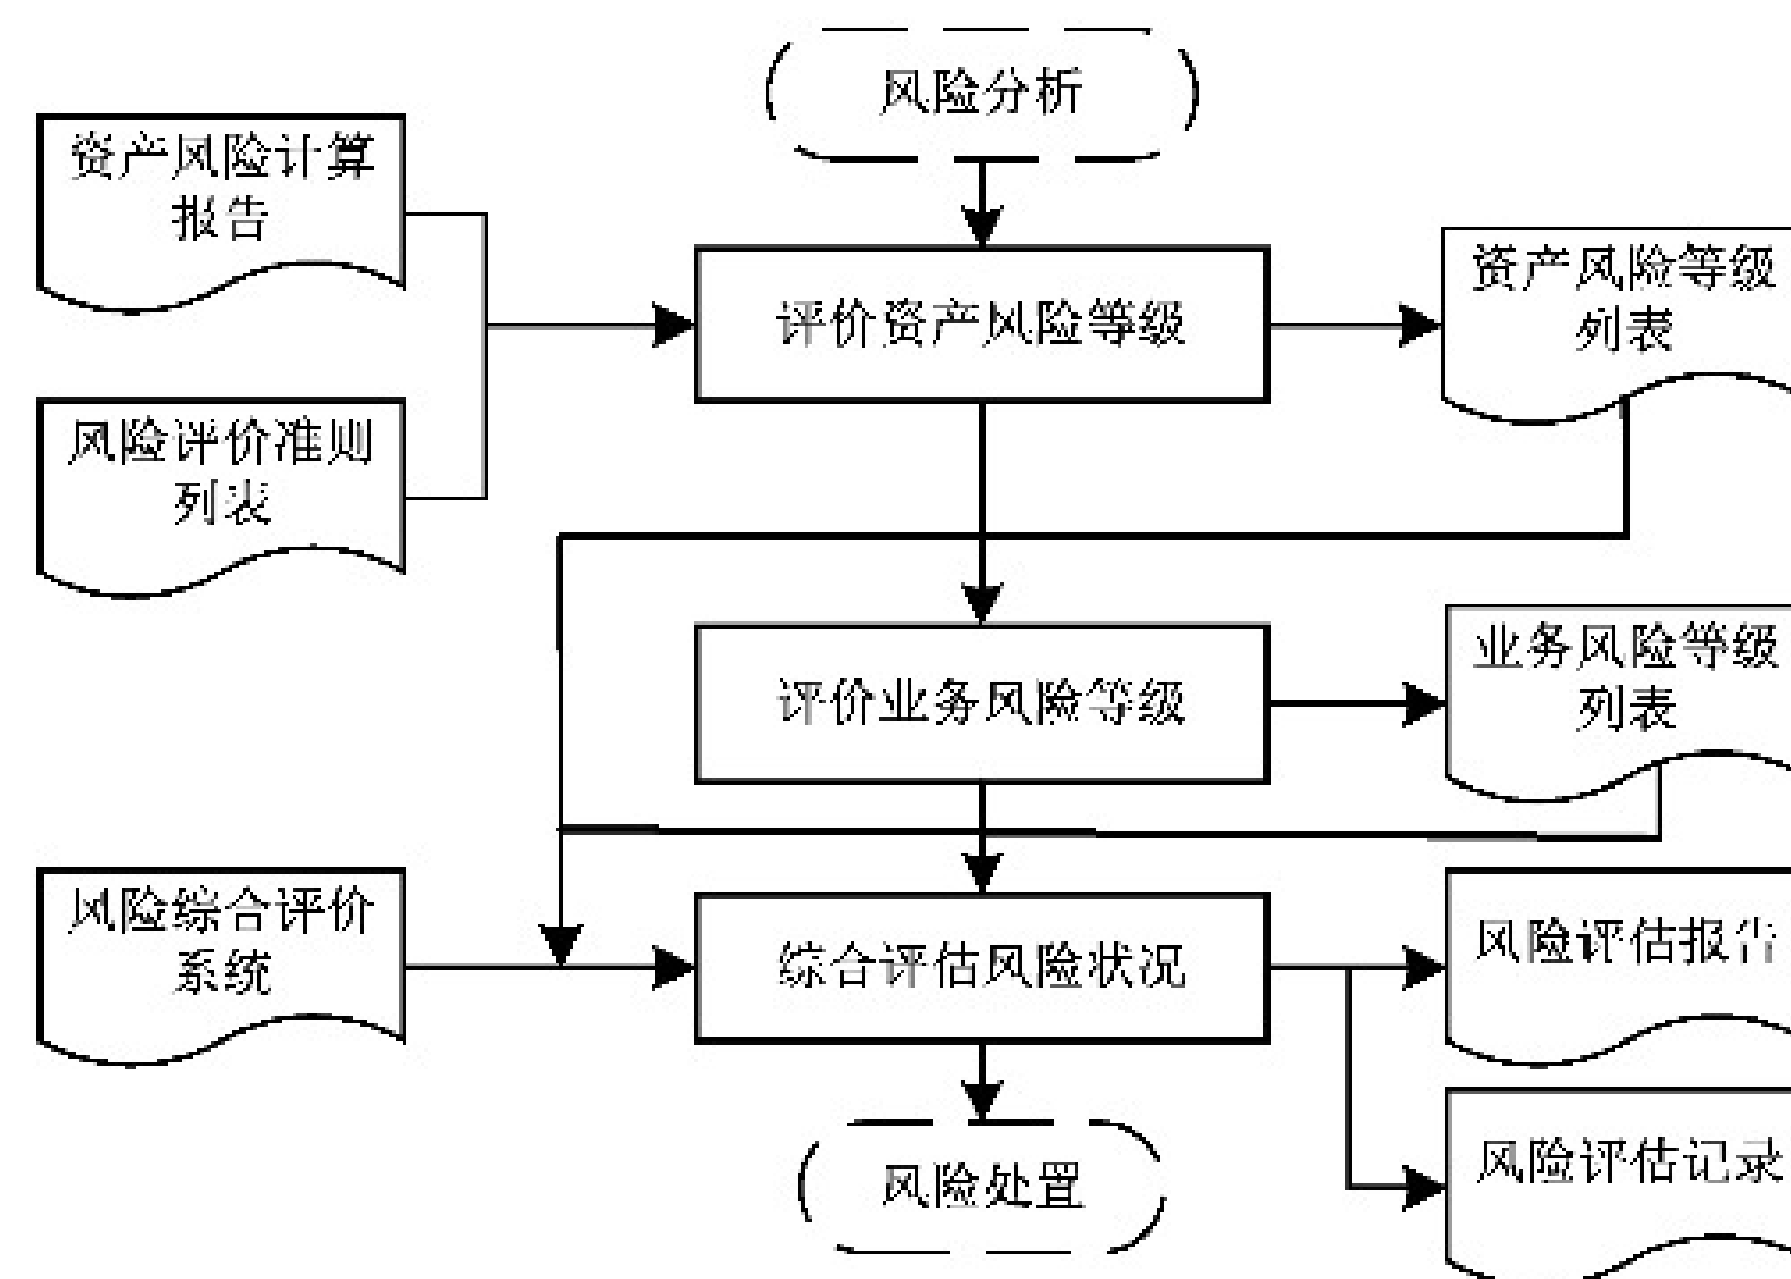 风险分析
资产风险计算
报告
评价资产风险等级
资产风险等级
列表
风险评价准则
列表
评价业务风险等级
业务风险等级
列表
风险综合评价
系统
综合评估风险状况
风险评估报告
风险评估记录
风险处置